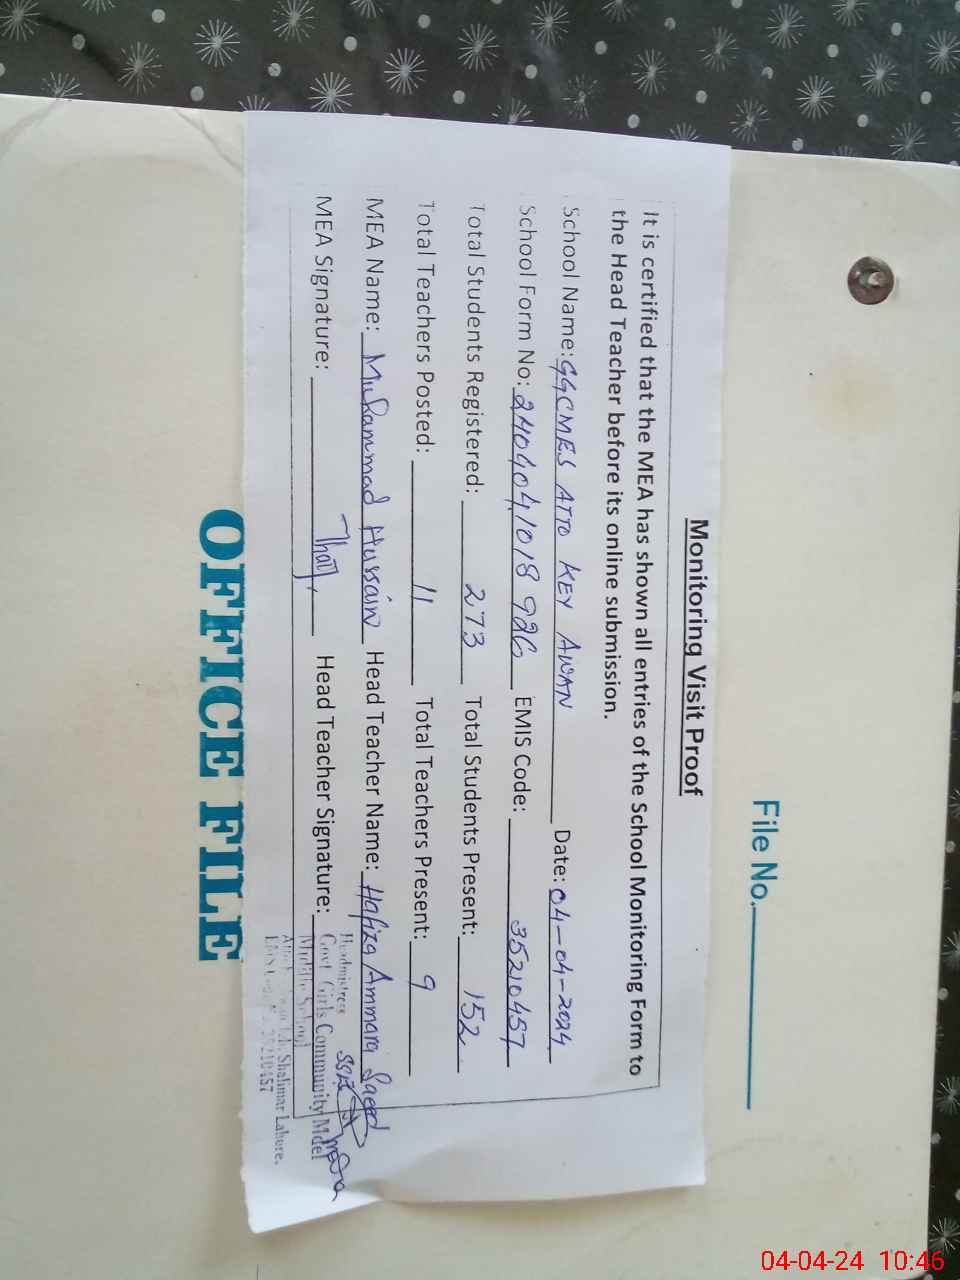 File No.
Monitoring Visit Proof
It is certified that the MEA has shown all entries of the School Monitoring Form to
the Head Teacher before its online submission.
School Name: GGCMES ATTO KEY AWAN Date: 04-04-2024
School Form No: 2404041018926 EMIS Code: 35210457
Total Students Registered: 273 Total Students Present: 152
Total Teachers Posted: 11 Total Teachers Present: 9
MEA Name: Muhammad Hussain Head Teacher Name: Hafiza Ammara Saeed
MEA Signature: Head Teacher Signature:
Headmistress
Govt Girls Community Mdel
Middle School
Shalimar Lahore.
35210457
OFFICE FILE
04-04-24 10:46